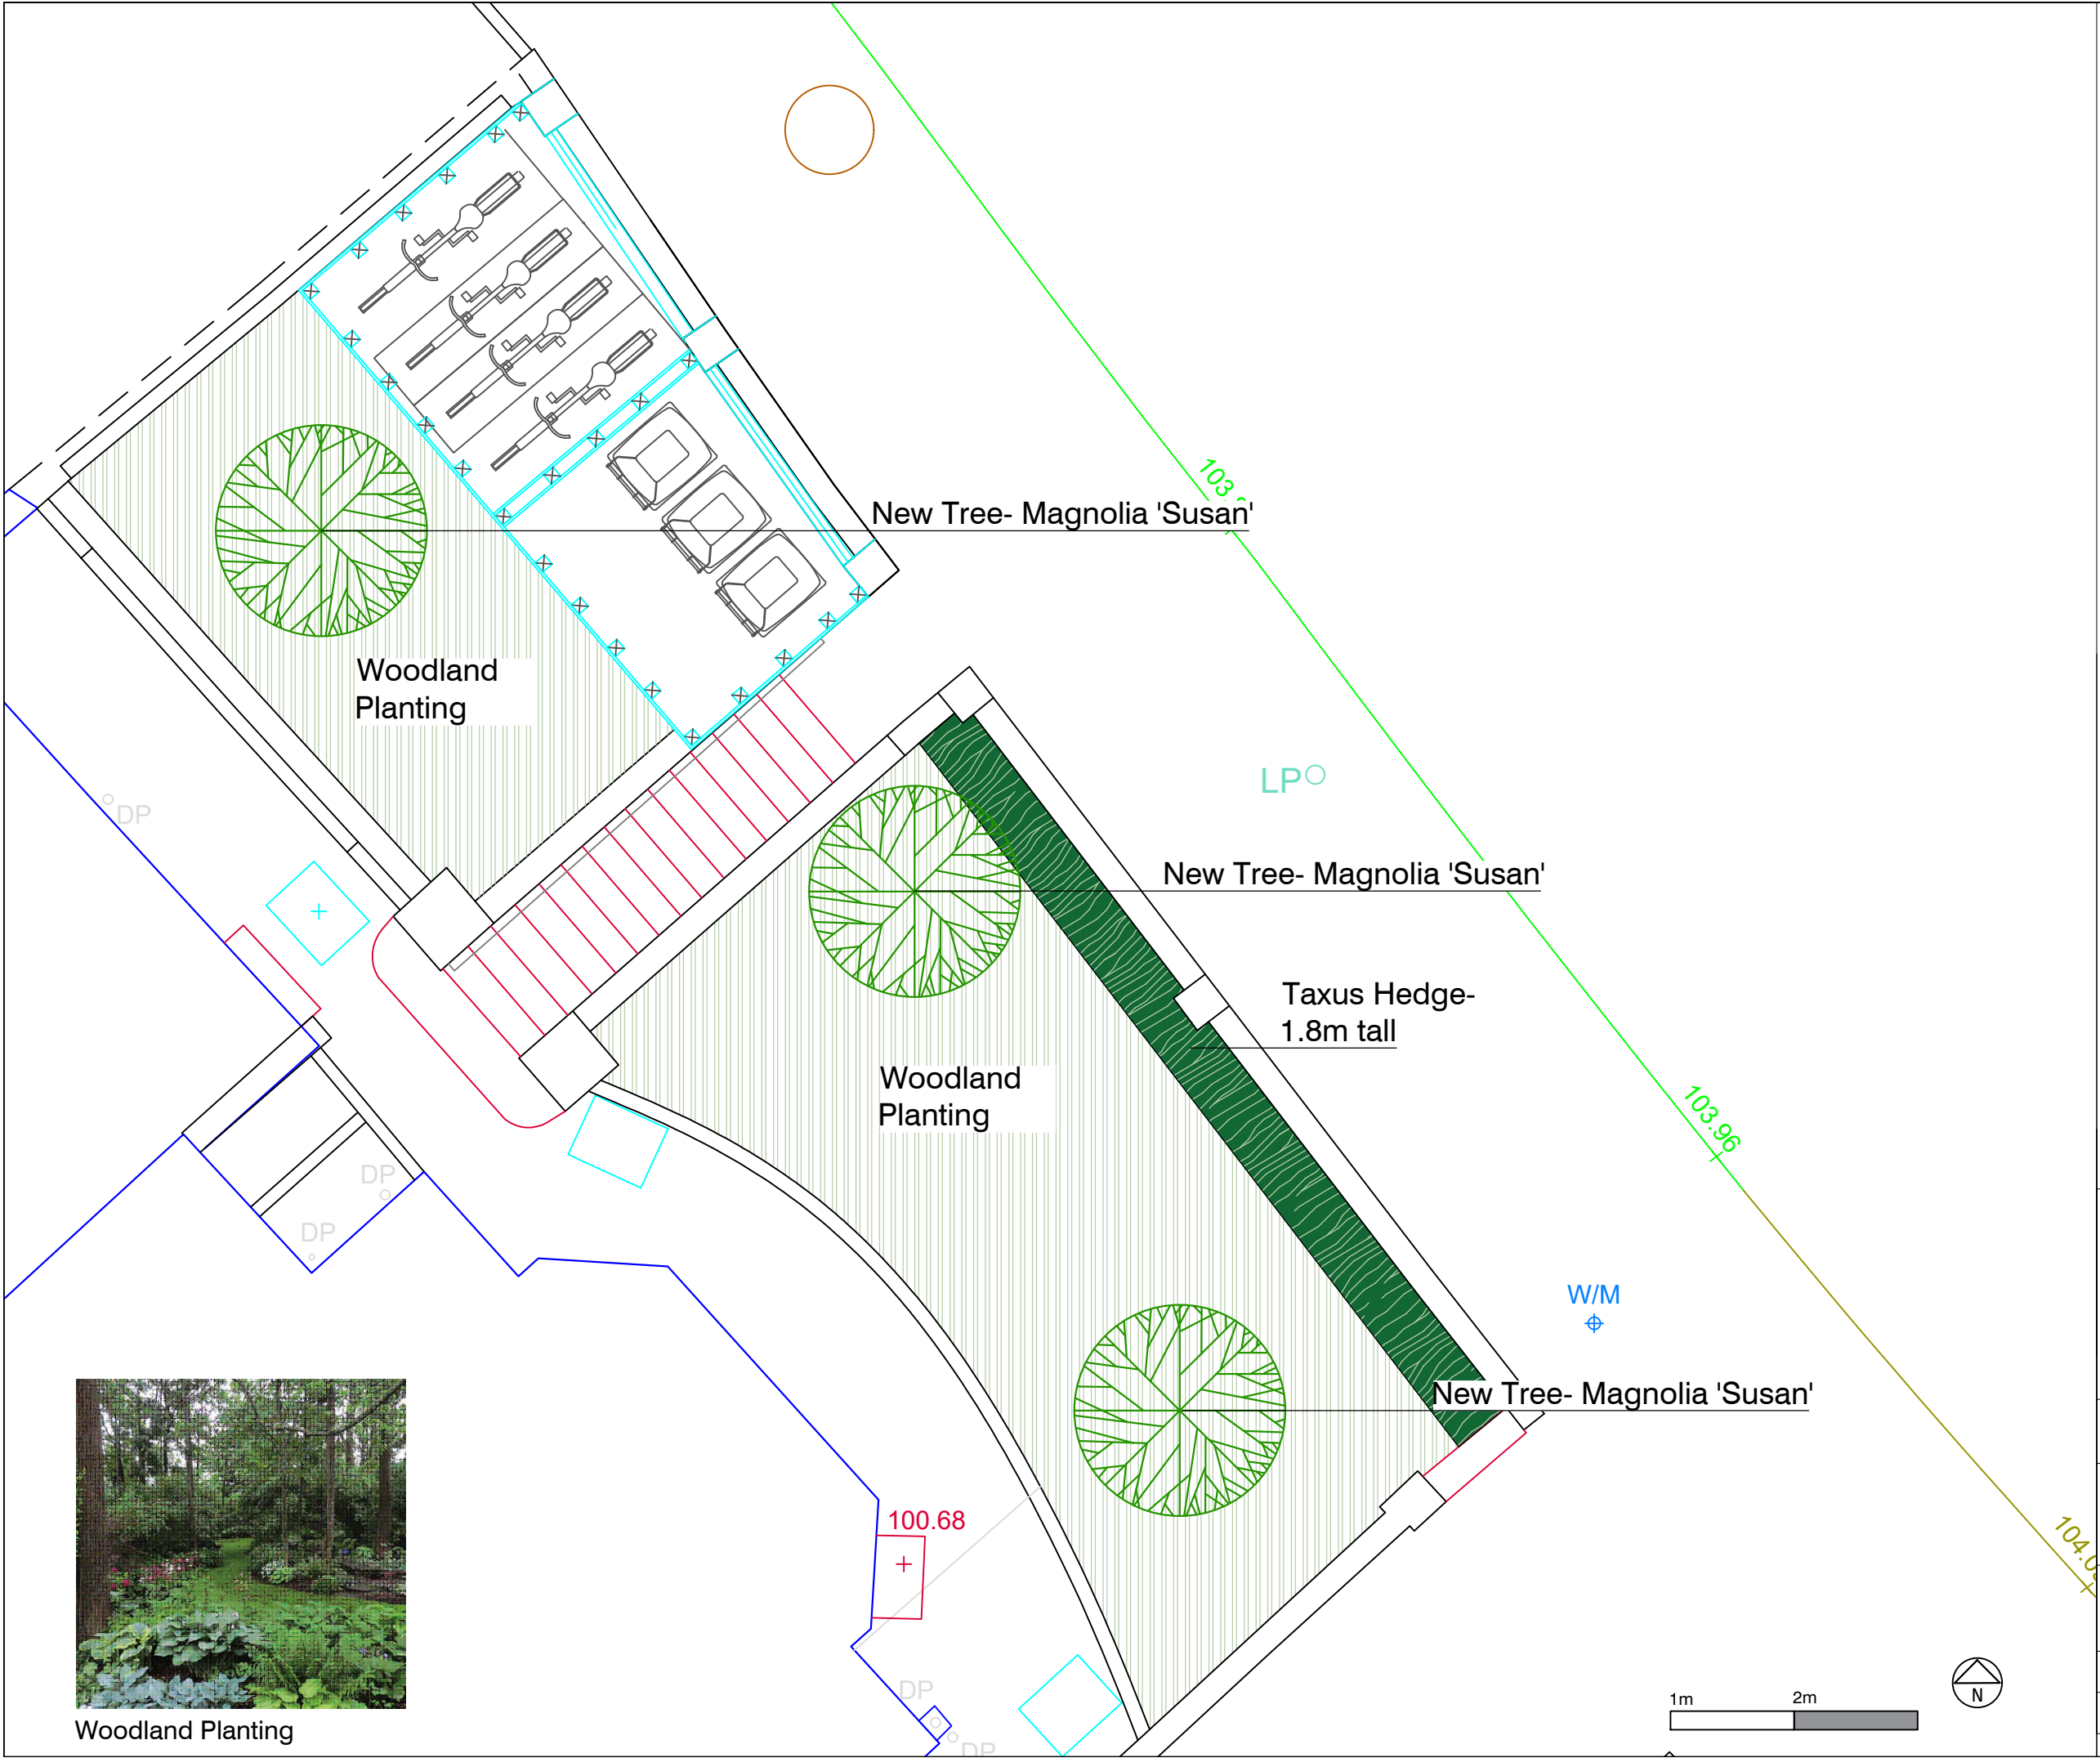 New Tree- Magnolia 'Susan'
Woodland
Planting
DP
LP
New Tree- Magnolia 'Susan'
Taxus Hedge-
1.8m tall
Woodland
Planting
103.96
DP
DP
W/M
New Tree- Magnolia 'Susan'
100.68
DP
DP
1m
2m
N
Woodland Planting